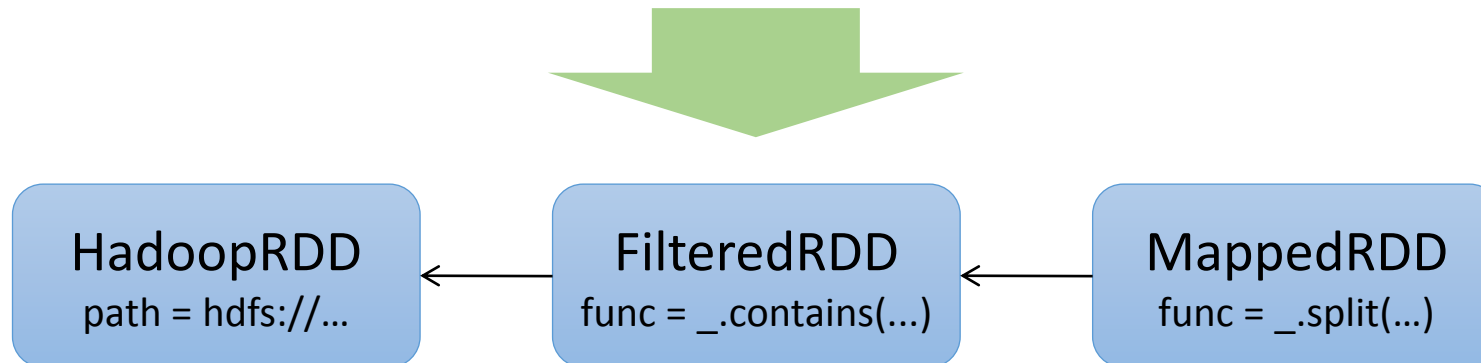 HadoopRDD
path = hdfs://…
FilteredRDD
func = _.contains(...)
MappedRDD
func = _.split(…)